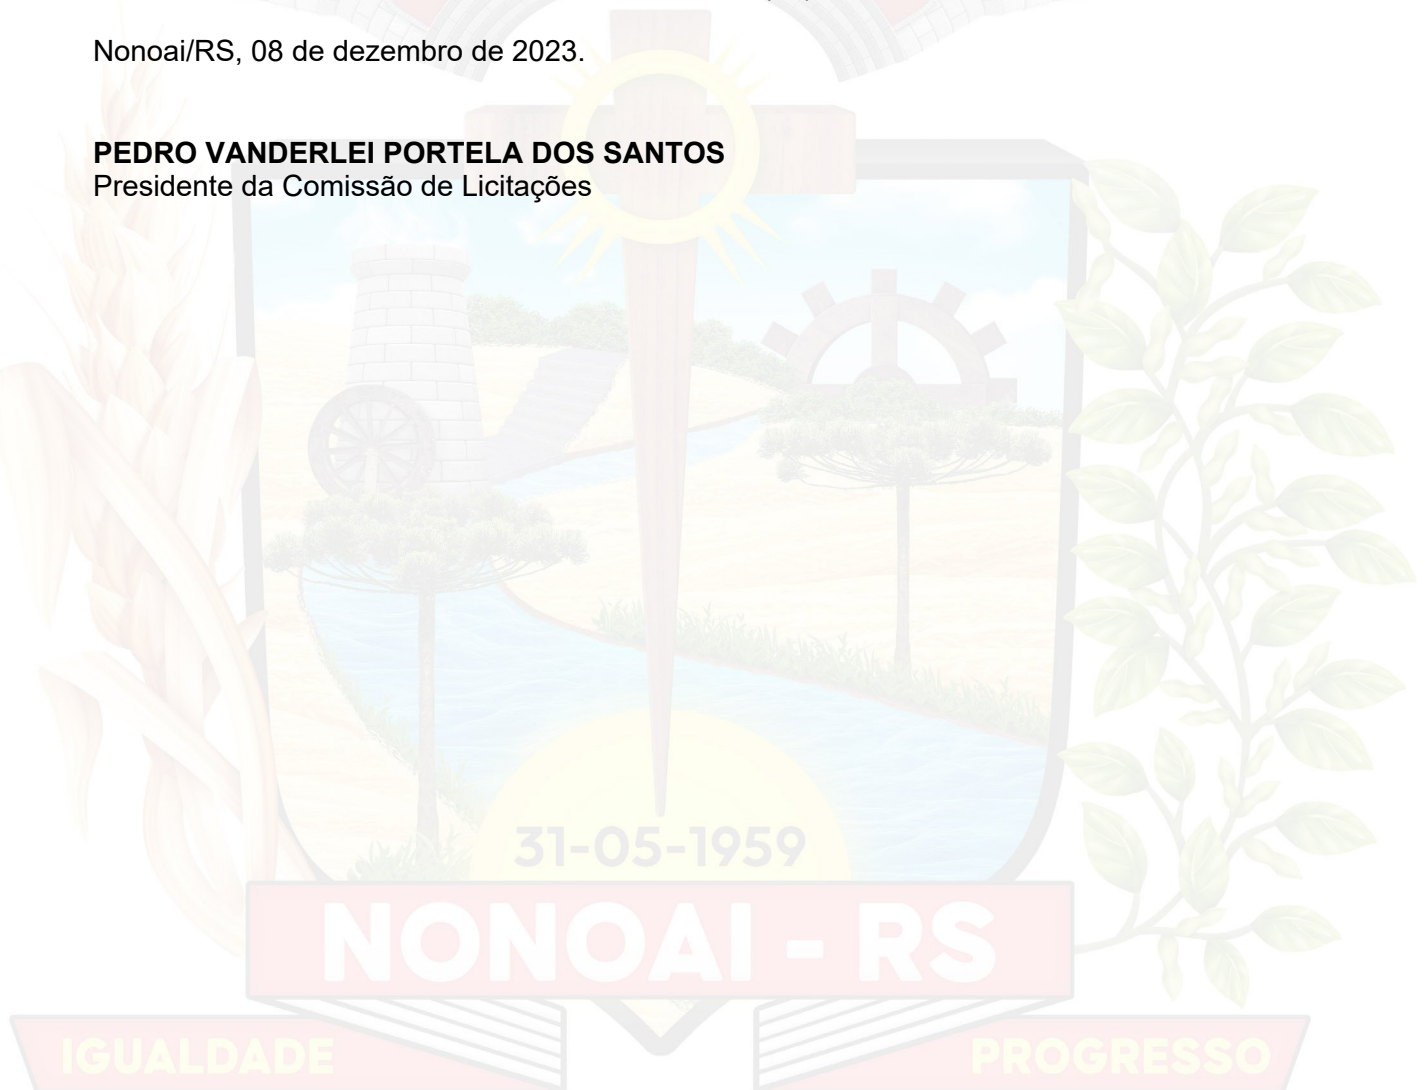 Nonoai/RS, 08 de dezembro de 2023.
PEDRO VANDERLEI PORTELA DOS SANTOS
Presidente da Comissão de Licitações
31-05-1959
NONOAI - RS
IGUALDADE
PROGRESSO